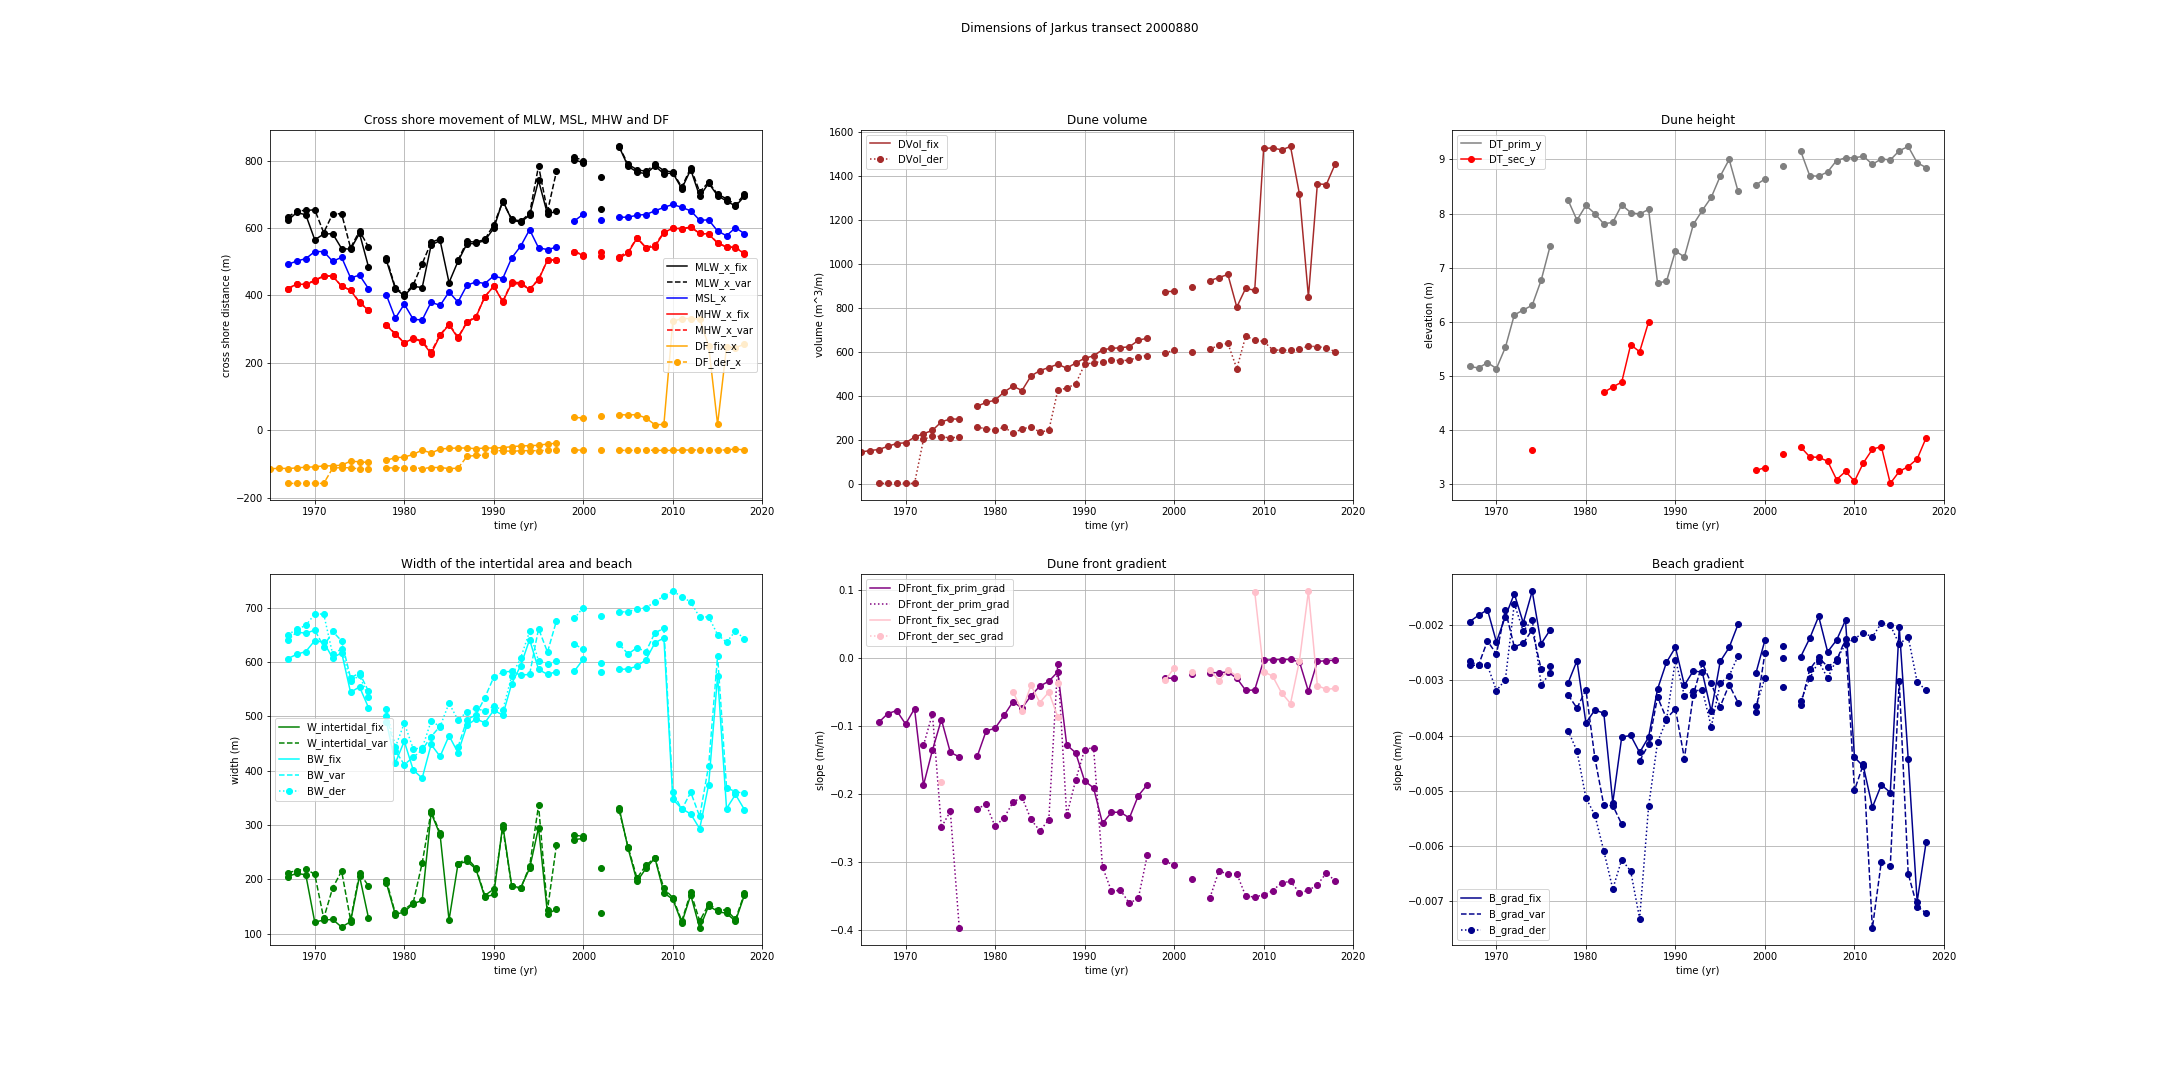 Dimensions of Jarkus transect 2000880
Cross shore movement of MLW, MSL, MHW and DF
cross shore distance (m)
800
600
400
200
0
−200
MLW_x_fix
MLW_x_var
MSL_x
MHW_x_fix
MHW_x_var
DF_fix_x
DF_der_x
1970 1980 1990 2000 2010 2020
time (yr)
Dune volume
volume (m^3/m)
1600
1400
1200
1000
800
600
400
200
0
DVol_fix
DVol_der
1970 1980 1990 2000 2010 2020
time (yr)
Dune height
elevation (m)
9
8
7
6
5
4
3
DT_prim_y
DT_sec_y
1970 1980 1990 2000 2010 2020
time (yr)
Width of the intertidal area and beach
width (m)
700
600
500
400
300
200
100
W_intertidal_fix
W_intertidal_var
BW_fix
BW_var
BW_der
1970 1980 1990 2000 2010 2020
time (yr)
Dune front gradient
slope (m/m)
0.1
0.0
−0.1
−0.2
−0.3
−0.4
DFront_fix_prim_grad
DFront_der_prim_grad
DFront_fix_sec_grad
DFront_der_sec_grad
1970 1980 1990 2000 2010 2020
time (yr)
Beach gradient
slope (m/m)
−0.002
−0.003
−0.004
−0.005
−0.006
−0.007
B_grad_fix
B_grad_var
B_grad_der
1970 1980 1990 2000 2010 2020
time (yr)